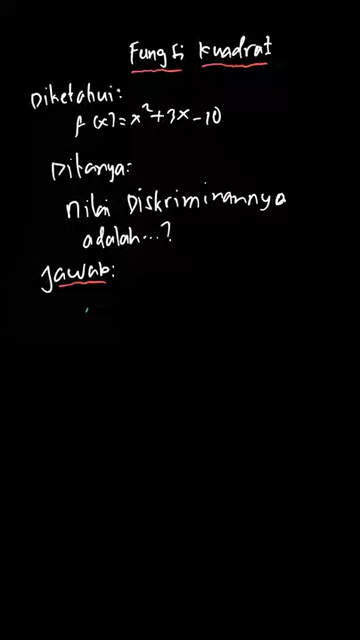 Fungsi Kuadrat
Diketahui:
f(x) = x² + 3x - 10
Ditanya:
Nilai Diskriminannya
adalah...?
Jawab: